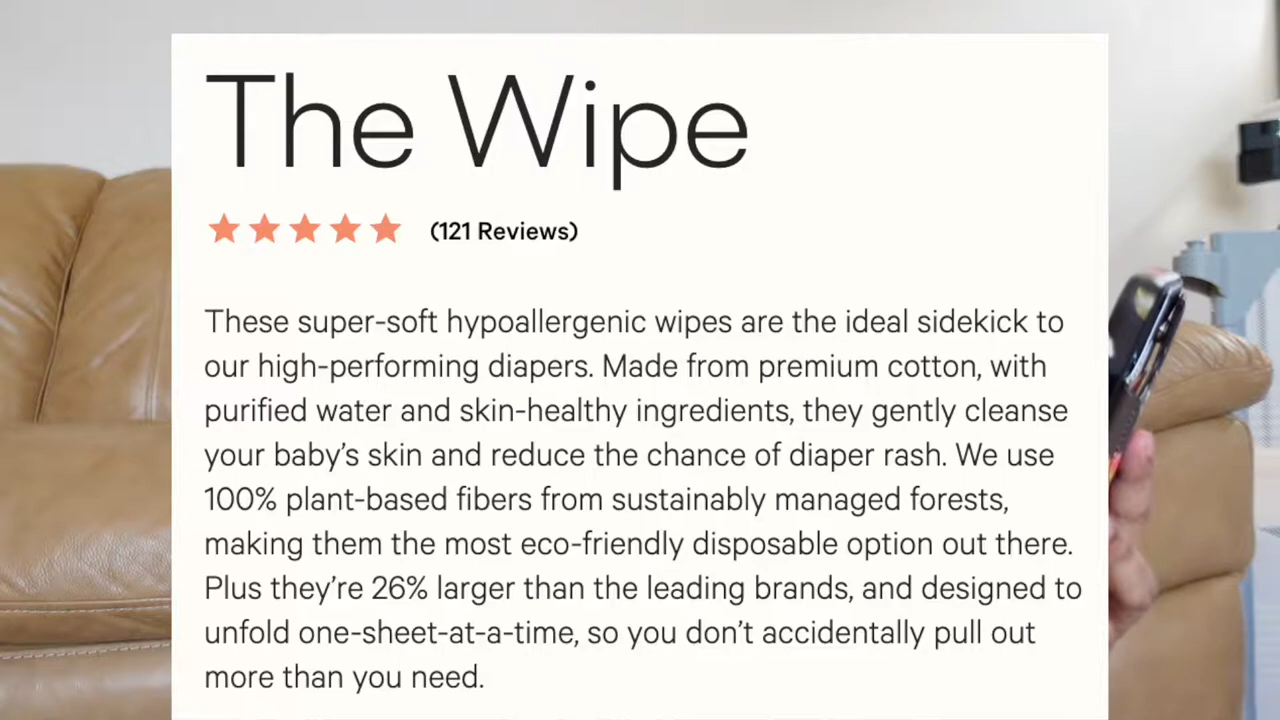 The Wipe
(121 Reviews)
These super-soft hypoallergenic wipes are the ideal sidekick to
our high-performing diapers. Made from premium cotton, with
purified water and skin-healthy ingredients, they gently cleanse
your baby’s skin and reduce the chance of diaper rash. We use
100% plant-based fibers from sustainably managed forests,
making them the most eco-friendly disposable option out there.
Plus they’re 26% larger than the leading brands, and designed to
unfold one-sheet-at-a-time, so you don’t accidentally pull out
more than you need.